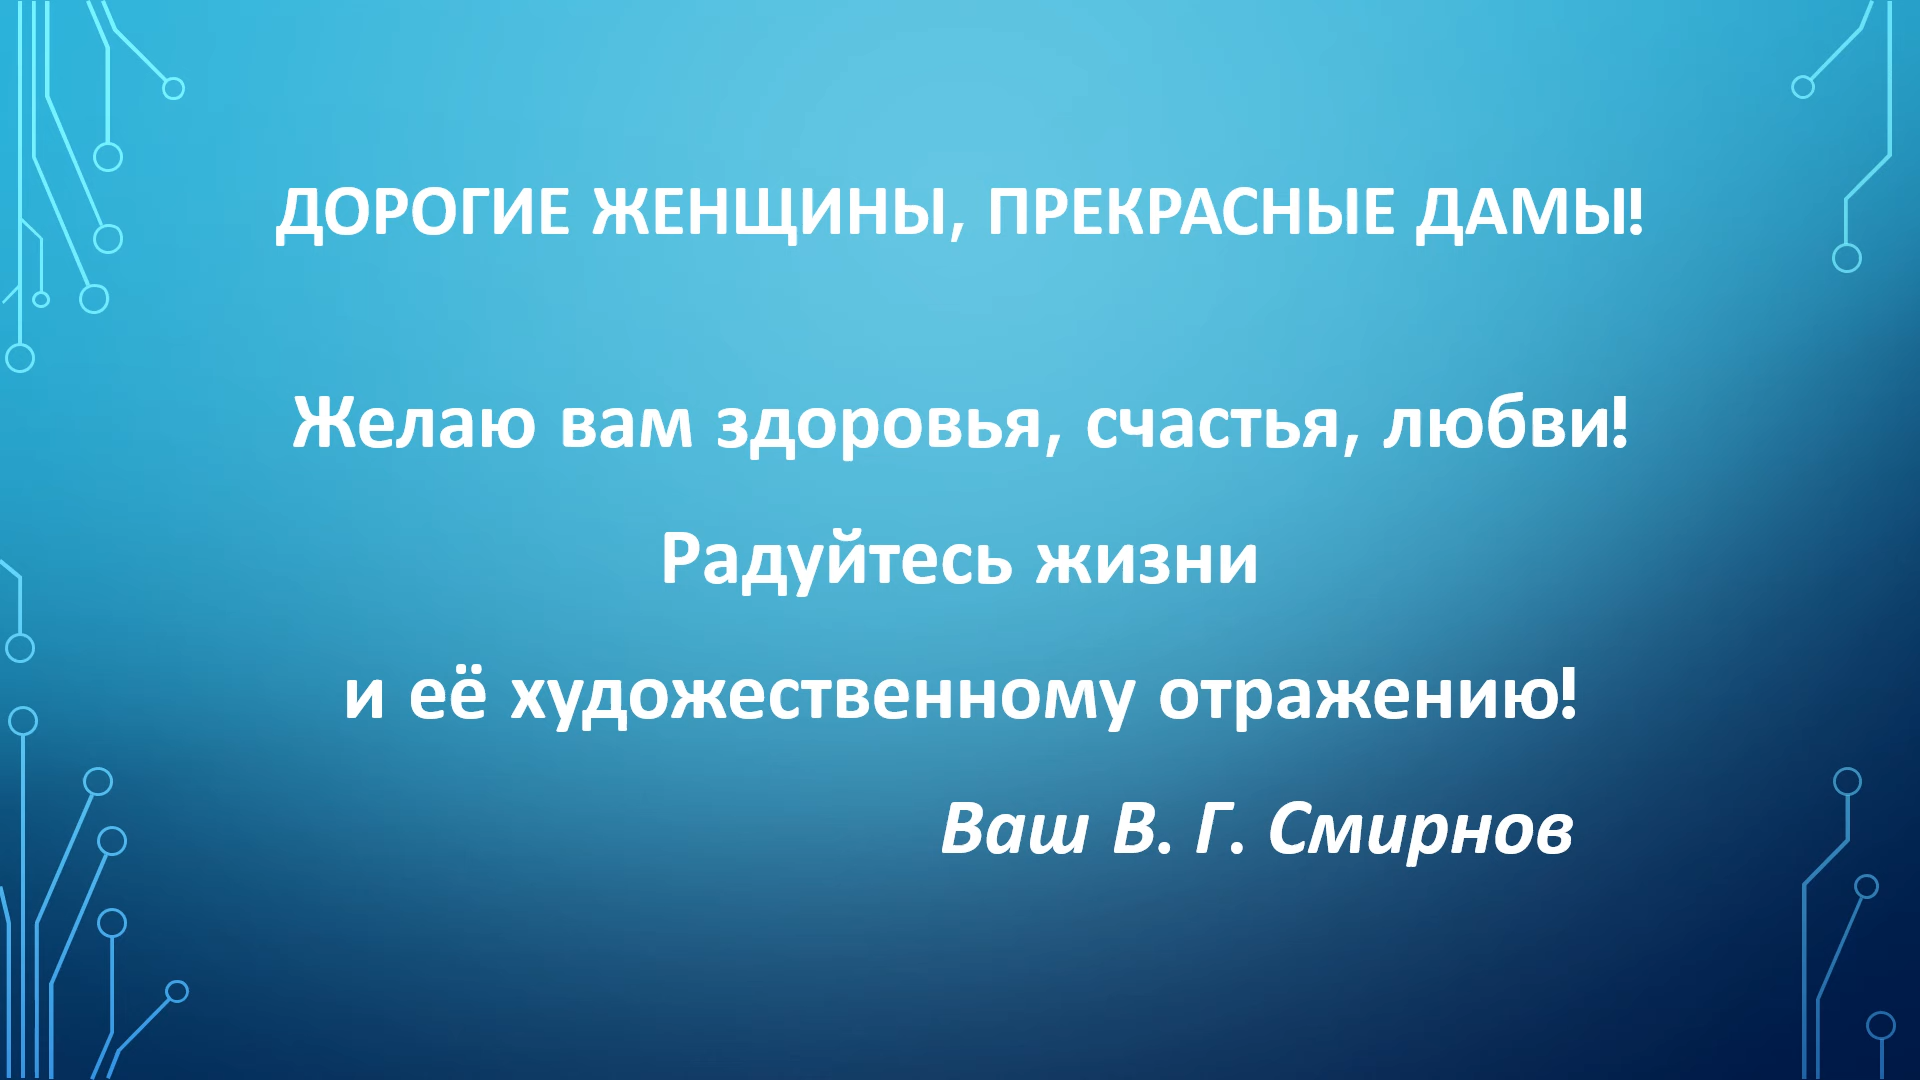 ДОРОГИЕ ЖЕНЩИНЫ, ПРЕКРАСНЫЕ ДАМЫ!
Желаю вам здоровья, счастья, любви!
Радуйтесь жизни
и её художественному отражению!
Ваш В. Г. Смирнов